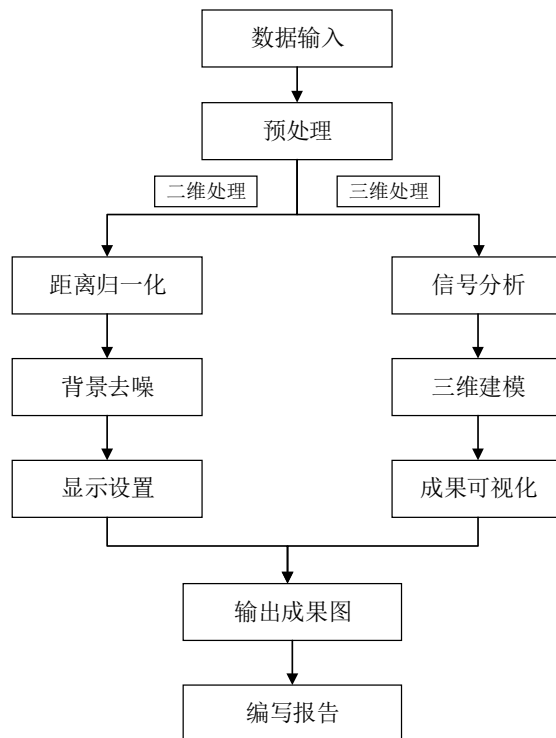 数据输入
预处理
二维处理
三维处理
距离归一化
信号分析
背景去噪
三维建模
显示设置
成果可视化
输出成果图
编写报告